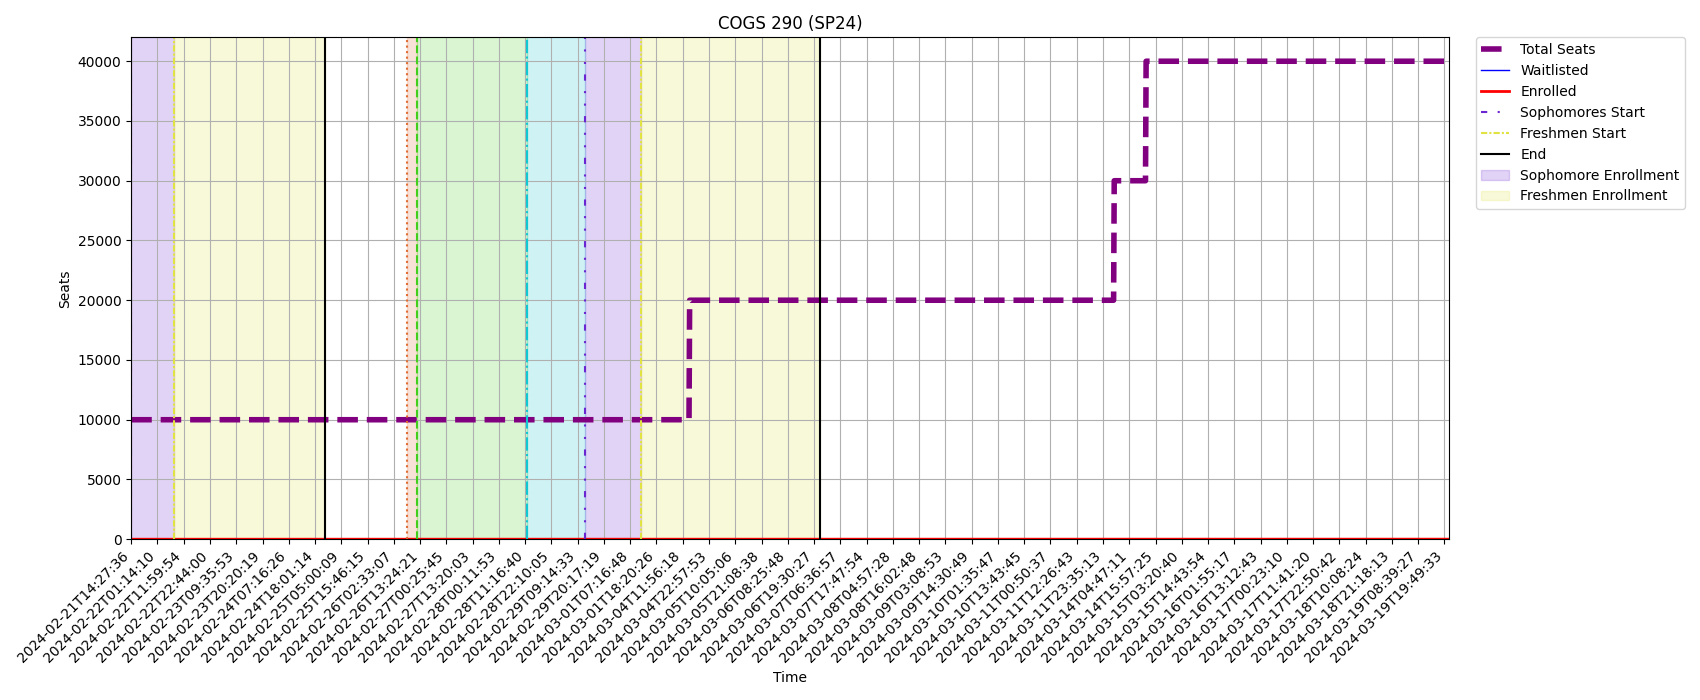 COGS 290 (SP24)
Seats
40000
35000
30000
25000
20000
15000
10000
5000
0
2024-02-21T14:27:36
2024-02-22T01:14:10
2024-02-22T11:59:54
2024-02-22T22:44:00
2024-02-23T09:35:53
2024-02-23T20:20:19
2024-02-24T07:16:26
2024-02-24T18:01:14
2024-02-25T05:00:09
2024-02-25T15:46:15
2024-02-26T02:33:07
2024-02-26T13:24:21
2024-02-27T00:25:45
2024-02-27T13:20:03
2024-02-28T00:11:53
2024-02-28T11:16:40
2024-02-28T22:10:05
2024-02-29T09:14:33
2024-02-29T20:17:19
2024-03-01T07:16:48
2024-03-01T18:20:26
2024-03-04T11:56:18
2024-03-04T22:57:53
2024-03-05T10:05:06
2024-03-05T21:08:38
2024-03-06T08:25:48
2024-03-06T19:30:27
2024-03-07T06:36:57
2024-03-07T17:47:54
2024-03-08T04:57:28
2024-03-08T16:02:48
2024-03-09T03:08:53
2024-03-09T14:30:49
2024-03-10T01:35:47
2024-03-10T13:43:45
2024-03-11T00:50:37
2024-03-11T12:26:43
2024-03-11T23:35:13
2024-03-14T04:47:11
2024-03-14T15:57:25
2024-03-15T03:20:40
2024-03-15T14:43:54
2024-03-16T01:55:17
2024-03-16T13:12:43
2024-03-17T00:23:10
2024-03-17T11:41:20
2024-03-17T22:50:42
2024-03-18T10:08:24
2024-03-18T21:18:13
2024-03-19T08:39:27
2024-03-19T19:49:33
Time
Total Seats
Waitlisted
Enrolled
Sophomores Start
Freshmen Start
End
Sophomore Enrollment
Freshmen Enrollment